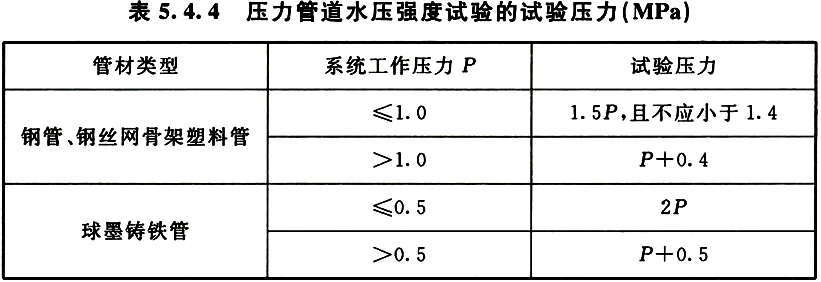 表 5.4.4 压力管道水压强度试验的试验压力(MPa)
管材类型 系统工作压力 P 试验压力
钢管、钢丝网骨架塑料管 ≤1.0 1.5P,且不应小于 1.4
>1.0 P+0.4
球墨铸铁管 ≤0.5 2P
>0.5 P+0.5